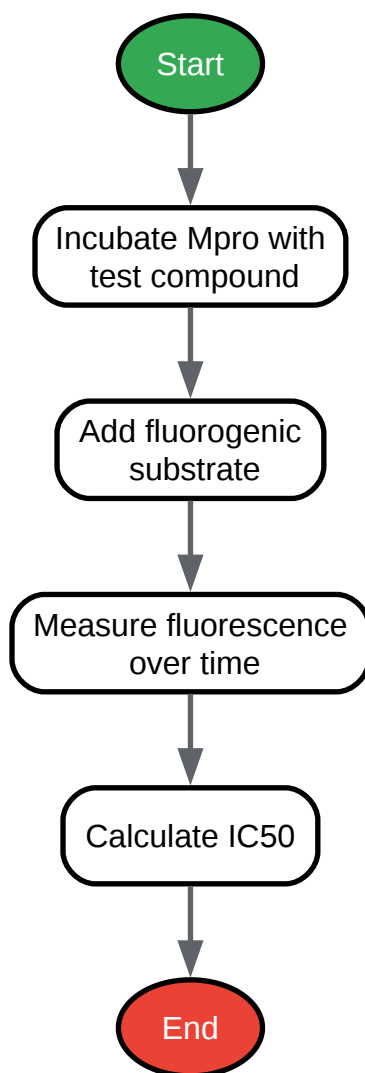 Start
Incubate Mpro with
test compound
Add fluorogenic
substrate
Measure fluorescence
over time
Calculate IC50
End